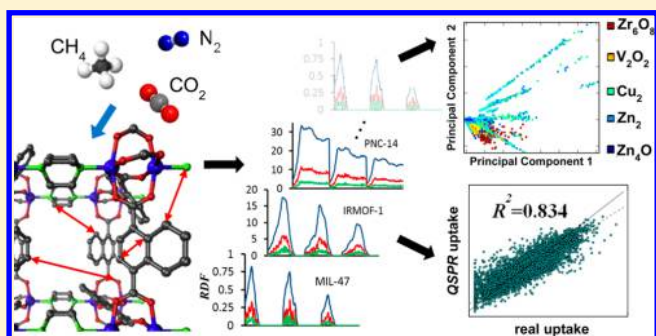 CH4
N2
CO2
1
0.75
0.5
0.25
0
30
20
10
0
PNC-14
20
15
10
5
0
IRMOF-1
1
0.75
0.5
0.25
0
MIL-47
RDF
Principal Component 2
Principal Component 1
Zr6O8
V2O2
Cu2
Zn2
Zn4O
R2=0.834
QSPR uptake
real uptake